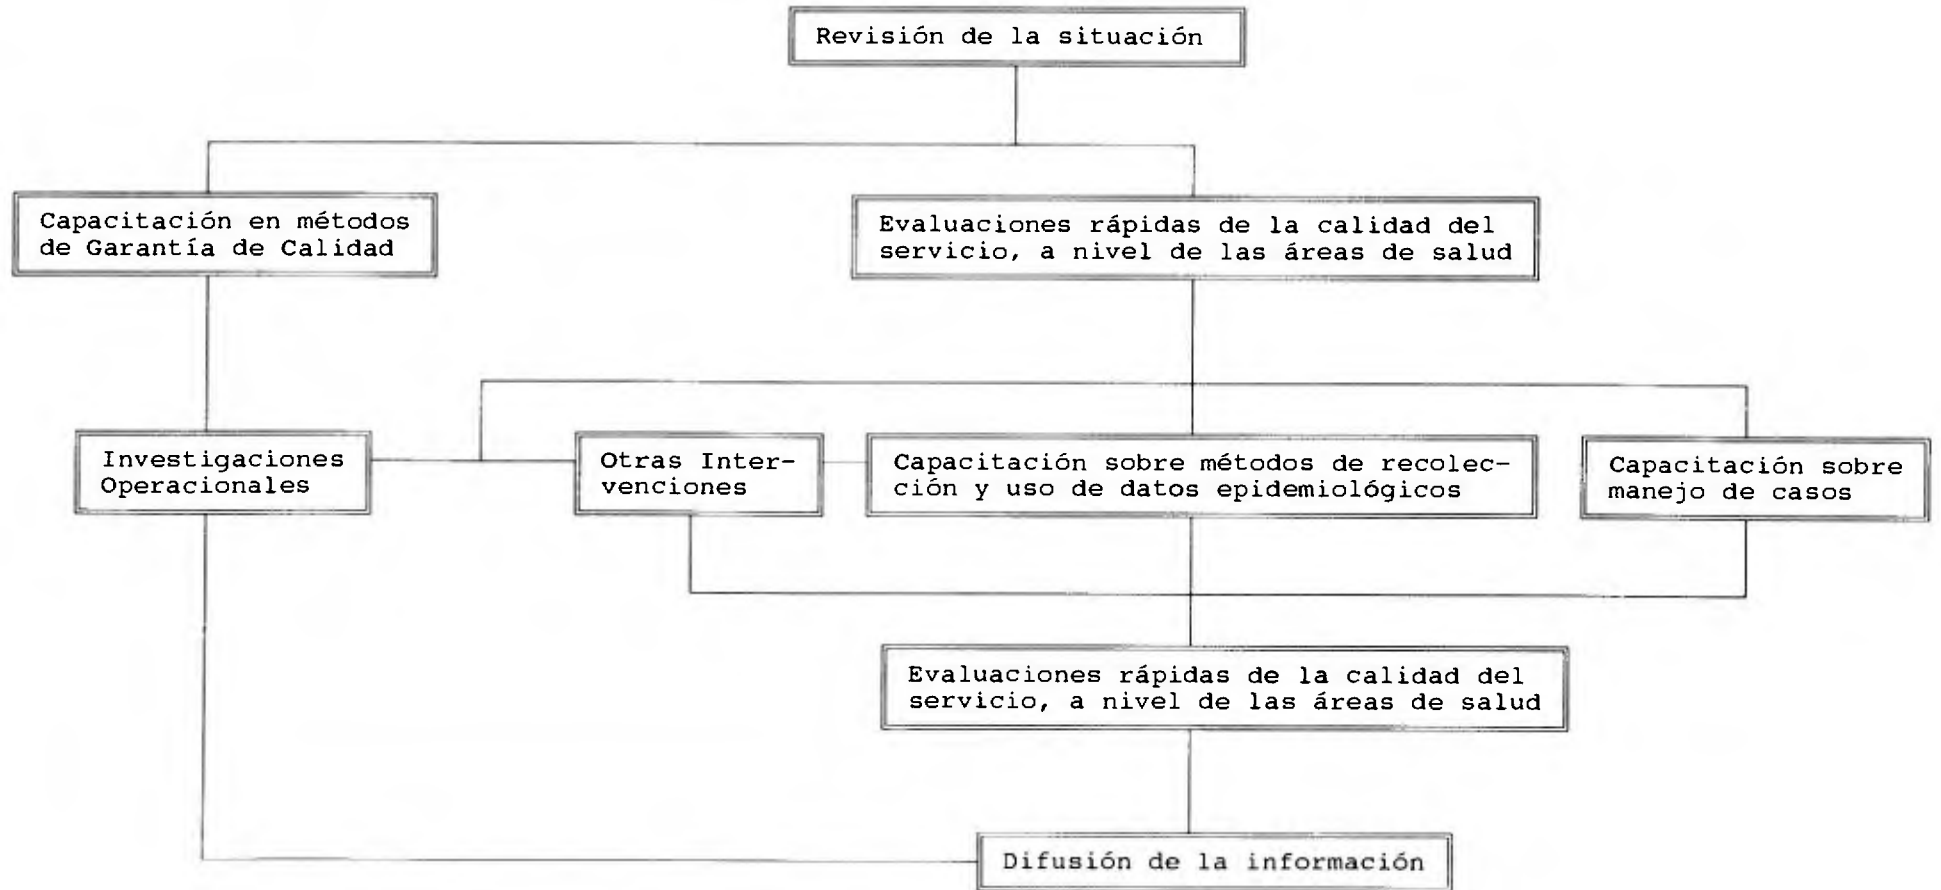 Revisión de la situación
Capacitación en métodos
de Garantía de Calidad
Evaluaciones rápidas de la calidad del
servicio, a nivel de las áreas de salud
Investigaciones
Operacionales
Otras Inter-
venciones
Capacitación sobre métodos de recolec-
ción y uso de datos epidemiológicos
Capacitación sobre
manejo de casos
Evaluaciones rápidas de la calidad del
servicio, a nivel de las áreas de salud
Difusión de la información